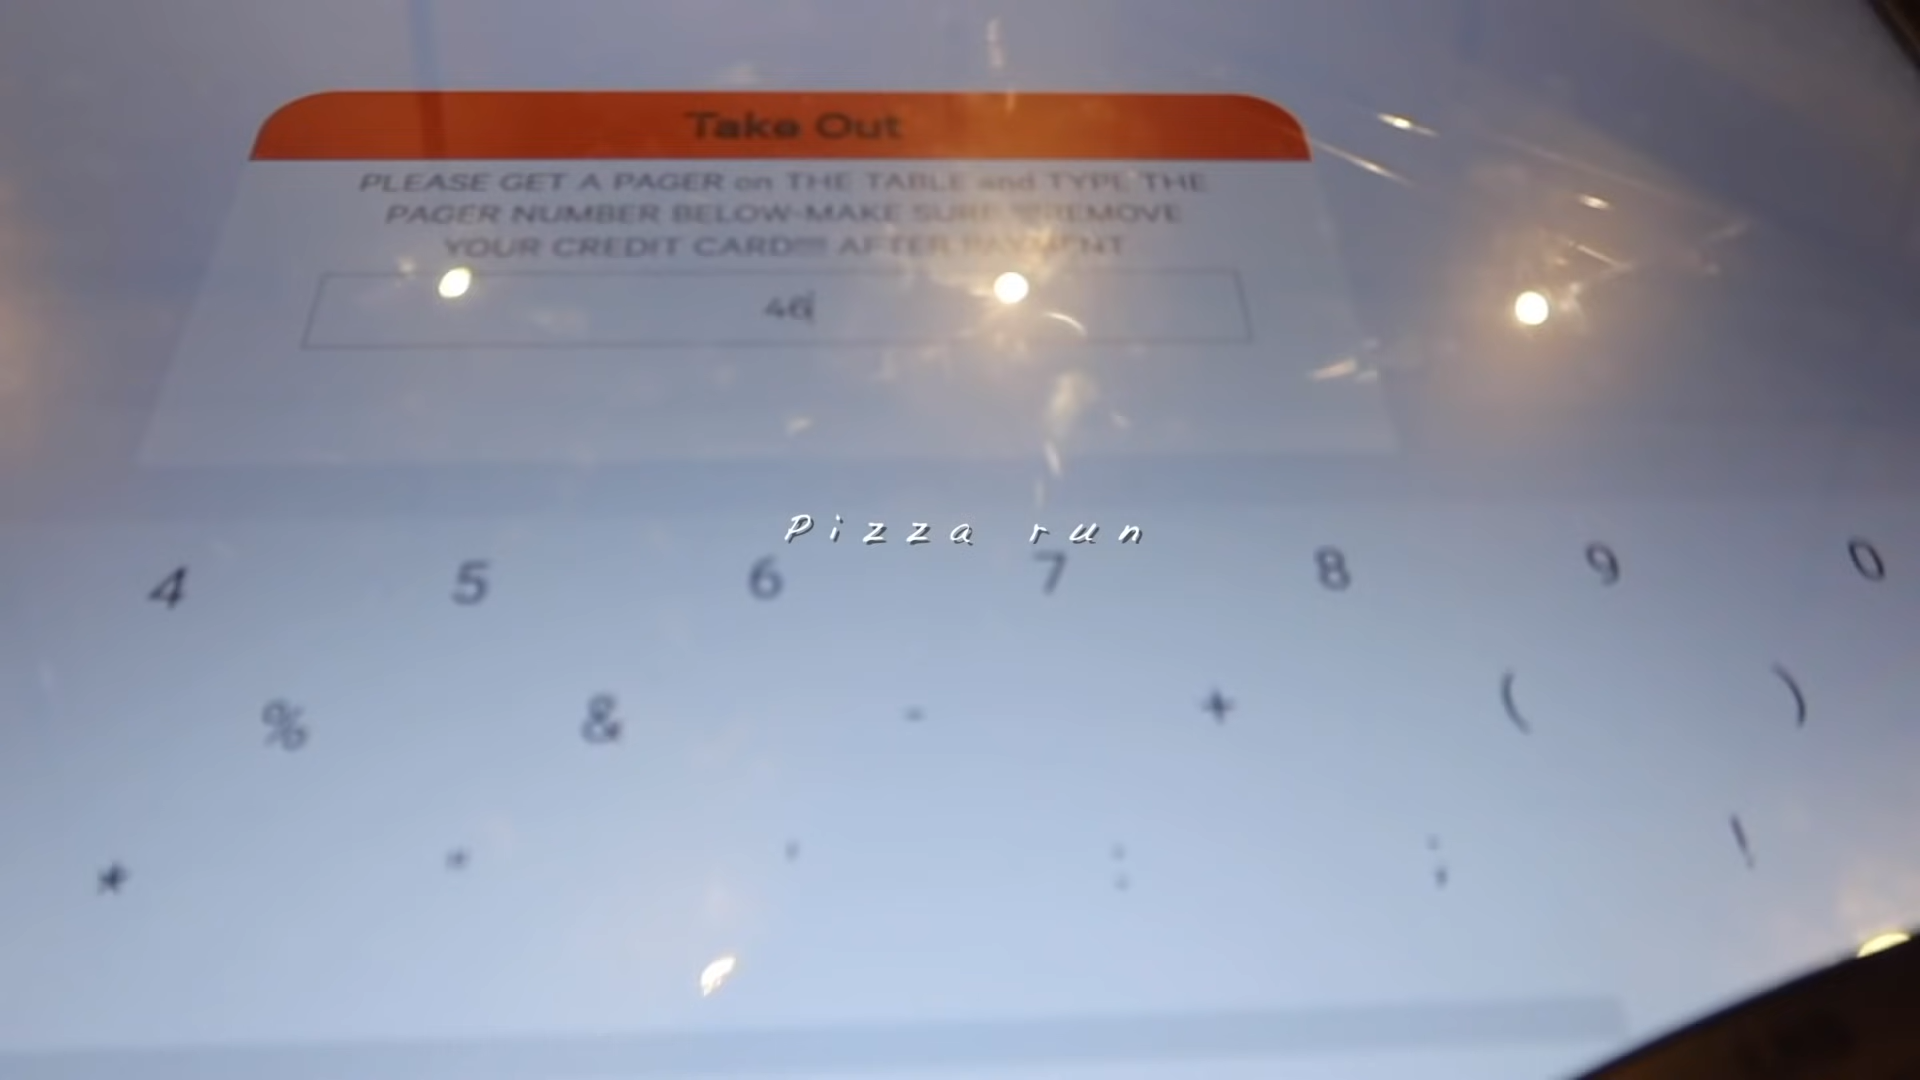 Take Out
PLEASE GET A PAGER on THE TABLE and TYPE THE
PAGER NUMBER BELOW-MAKE SURE REMOVE
YOUR CREDIT CARD!!!! AFTER PAYMENT
46
Pizza run
4 5 6 7 8 9 0
% & - + ( )
* " ' : ; !